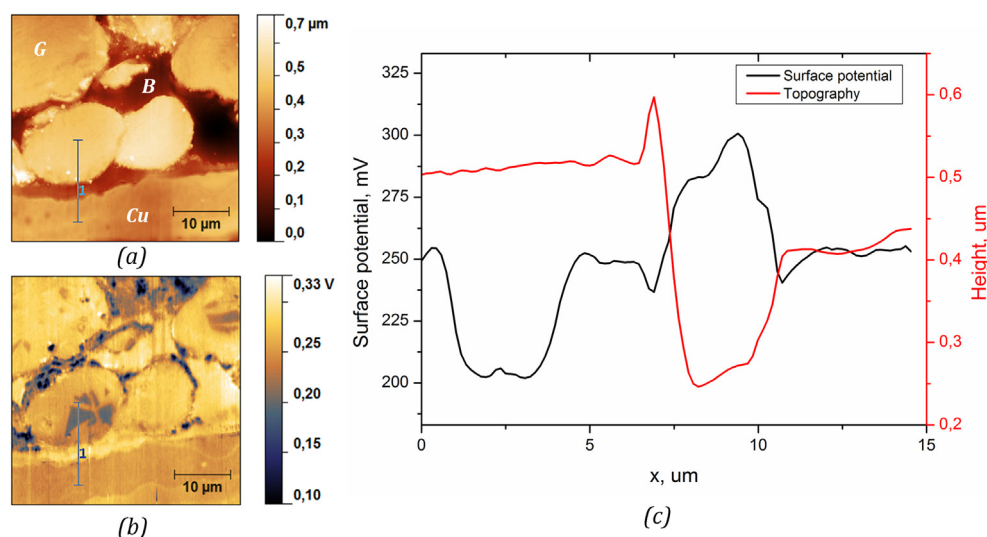 (a)
G
B
1
Cu
10 µm
0,7 µm
0,5
0,4
0,3
0,2
0,1
0,0
(b)
1
10 µm
0,33 V
0,25
0,20
0,15
0,10
(c)
Surface potential
Topography
Surface potential, mV
325
300
275
250
225
200
Height, um
0,6
0,5
0,4
0,3
0,2
0
5
10
15
x, um